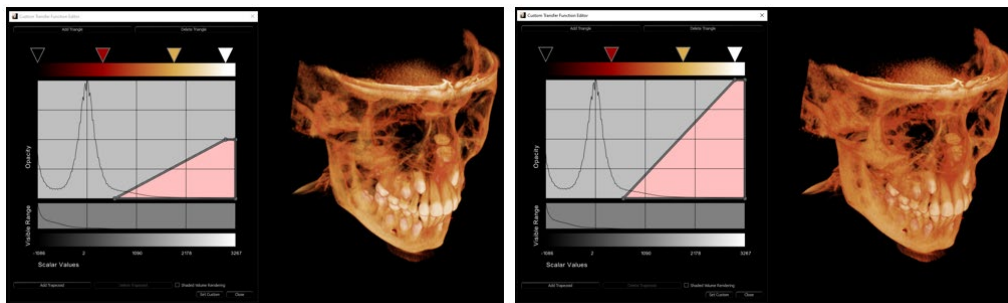 Custom Transfer Function Editor
Add Triangle Delete Triangle
Opacity
Visible Range
-1086 2 1090 2178 3267
Scalar Values
Add Trapezoid Delete Trapezoid Shaded Volume Rendering
Set Custom Close
Custom Transfer Function Editor
Add Triangle Delete Triangle
Opacity
Visible Range
-1086 2 1090 2178 3267
Scalar Values
Add Trapezoid Delete Trapezoid Shaded Volume Rendering
Set Custom Close